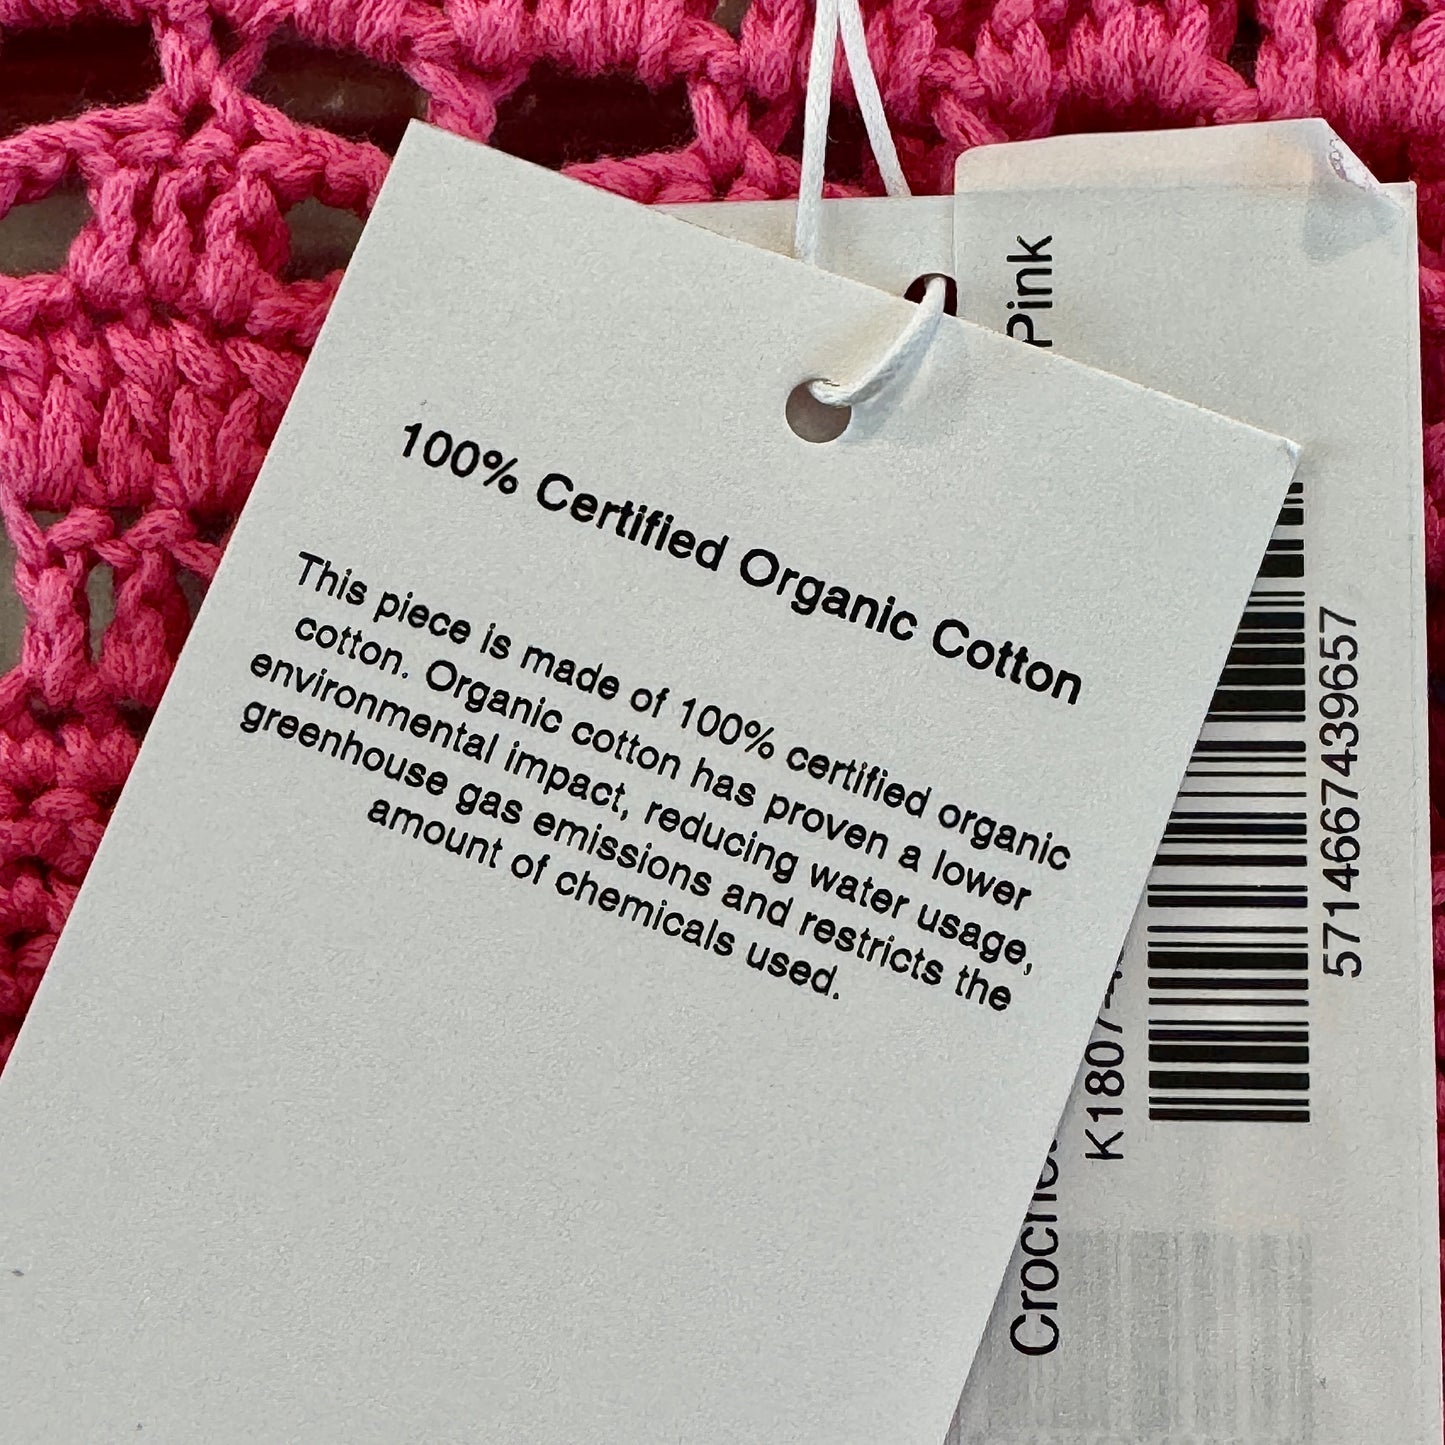 100% Certified Organic Cotton
This piece is made of 100% certified organic
cotton. Organic cotton has proven a lower
environmental impact, reducing water usage,
greenhouse gas emissions and restricts the
amount of chemicals used.
Pink
K1807-
5714667439657